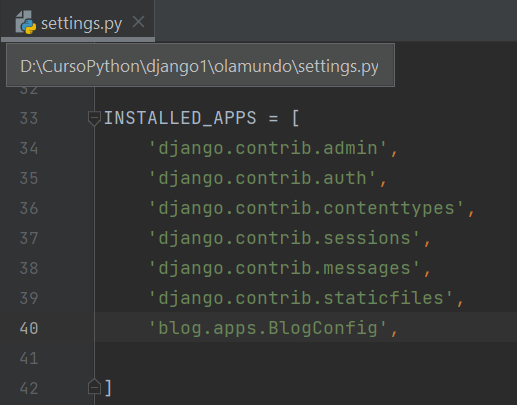 settings.py
D:\CursoPython\django1\olamundo\settings.py
32
33 INSTALLED_APPS = [
34 'django.contrib.admin',
35 'django.contrib.auth',
36 'django.contrib.contenttypes',
37 'django.contrib.sessions',
38 'django.contrib.messages',
39 'django.contrib.staticfiles',
40 'blog.apps.BlogConfig',
41
42 ]